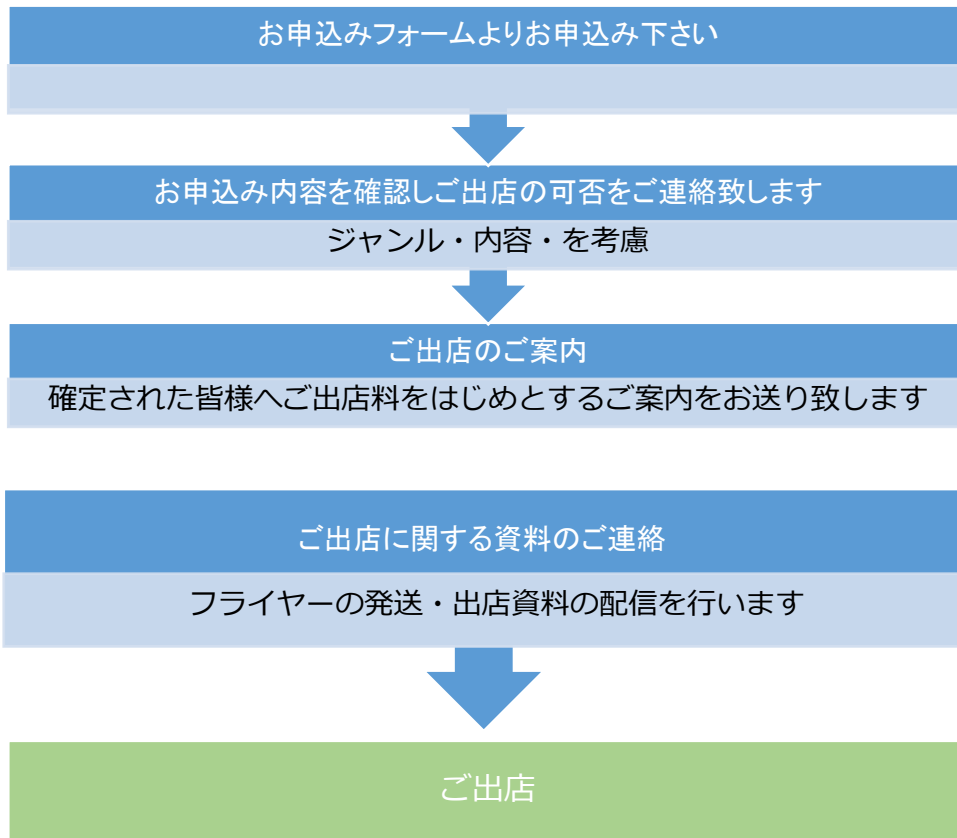 お申込みフォームよりお申込み下さい
お申込み内容を確認しご出店の可否をご連絡致します
ジャンル・内容・を考慮
ご出店のご案内
確定された皆様へご出店料をはじめとするご案内をお送り致します
ご出店に関する資料のご連絡
フライヤーの発送・出店資料の配信を行います
ご出店